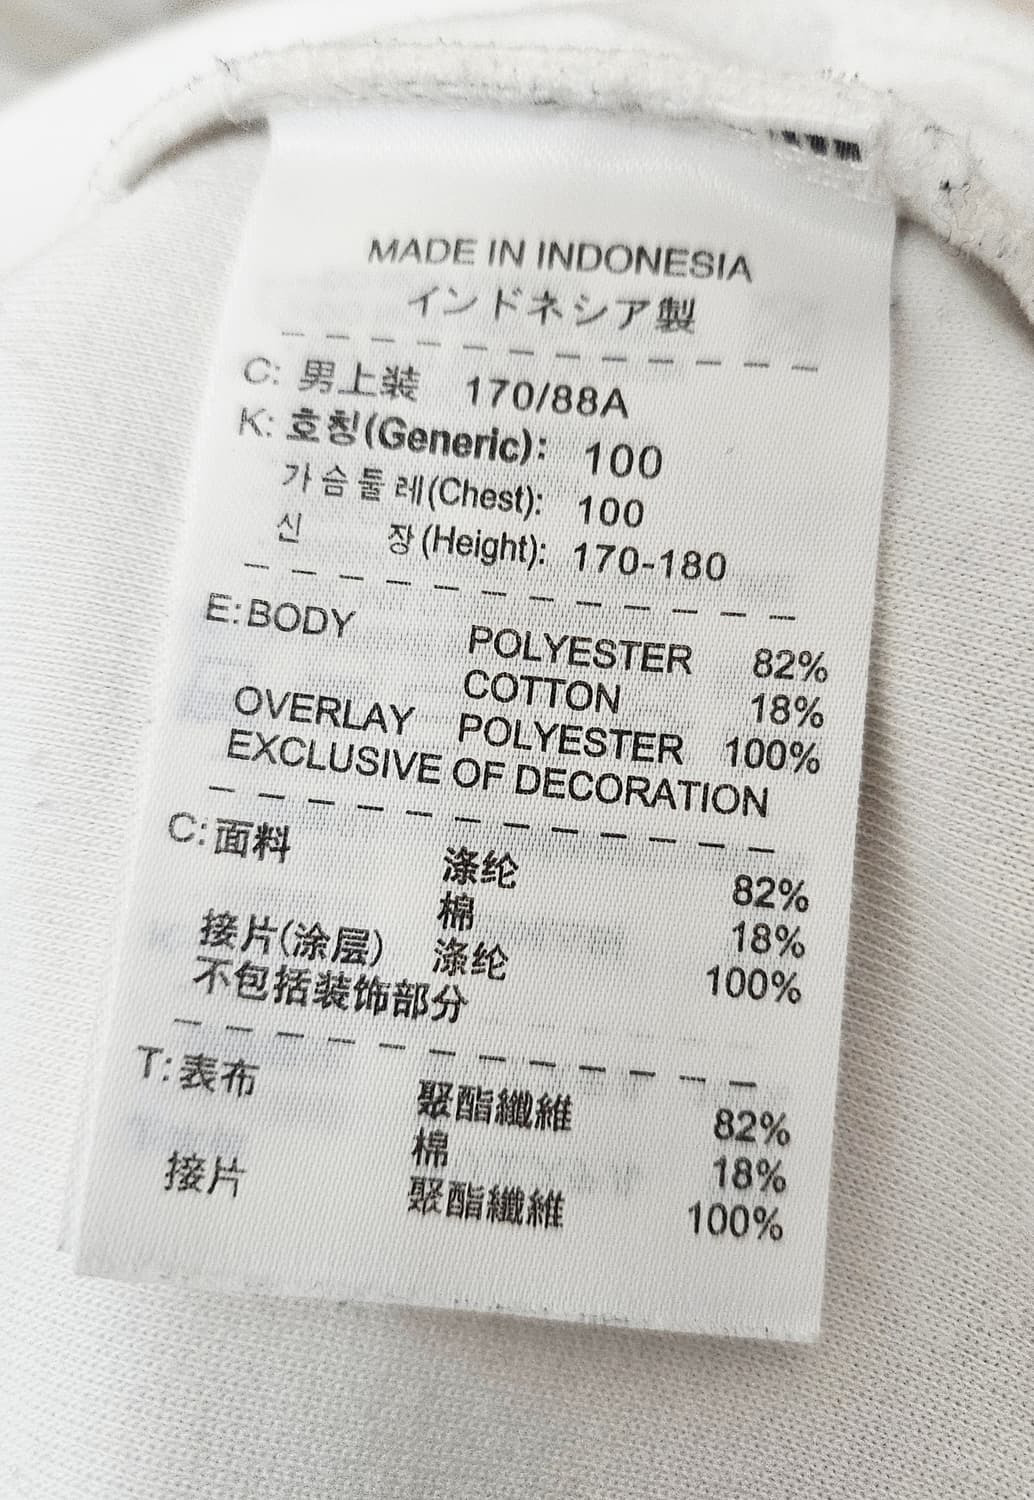 MADE IN INDONESIA
インドネシア製
C: 男上装 170/88A
K: 호칭(Generic): 100
가슴둘레(Chest): 100
신 장(Height): 170-180
E: BODY POLYESTER 82%
COTTON 18%
OVERLAY POLYESTER 100%
EXCLUSIVE OF DECORATION
C: 面料 涤纶 82%
棉 18%
接片(涂层) 涤纶 100%
不包括装饰部分
T: 表布 聚酯纖維 82%
棉 18%
接片 聚酯纖維 100%